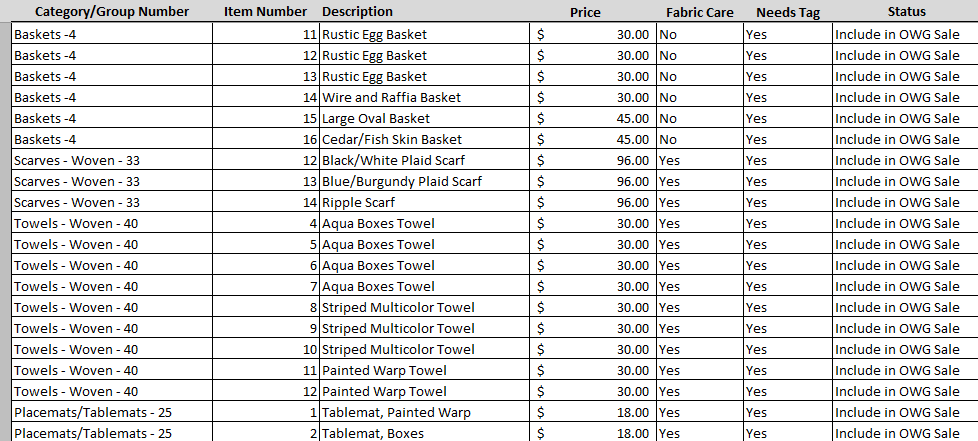 Category/Group Number Item Number Description Price Fabric Care Needs Tag Status
Baskets -4 11 Rustic Egg Basket $ 30.00 No Yes Include in OWG Sale
Baskets -4 12 Rustic Egg Basket $ 30.00 No Yes Include in OWG Sale
Baskets -4 13 Rustic Egg Basket $ 30.00 No Yes Include in OWG Sale
Baskets -4 14 Wire and Raffia Basket $ 30.00 No Yes Include in OWG Sale
Baskets -4 15 Large Oval Basket $ 45.00 No Yes Include in OWG Sale
Baskets -4 16 Cedar/Fish Skin Basket $ 45.00 No Yes Include in OWG Sale
Scarves - Woven - 33 12 Black/White Plaid Scarf $ 96.00 Yes Yes Include in OWG Sale
Scarves - Woven - 33 13 Blue/Burgundy Plaid Scarf $ 96.00 Yes Yes Include in OWG Sale
Scarves - Woven - 33 14 Ripple Scarf $ 96.00 Yes Yes Include in OWG Sale
Towels - Woven - 40 4 Aqua Boxes Towel $ 30.00 Yes Yes Include in OWG Sale
Towels - Woven - 40 5 Aqua Boxes Towel $ 30.00 Yes Yes Include in OWG Sale
Towels - Woven - 40 6 Aqua Boxes Towel $ 30.00 Yes Yes Include in OWG Sale
Towels - Woven - 40 7 Aqua Boxes Towel $ 30.00 Yes Yes Include in OWG Sale
Towels - Woven - 40 8 Striped Multicolor Towel $ 30.00 Yes Yes Include in OWG Sale
Towels - Woven - 40 9 Striped Multicolor Towel $ 30.00 Yes Yes Include in OWG Sale
Towels - Woven - 40 10 Striped Multicolor Towel $ 30.00 Yes Yes Include in OWG Sale
Towels - Woven - 40 11 Painted Warp Towel $ 30.00 Yes Yes Include in OWG Sale
Towels - Woven - 40 12 Painted Warp Towel $ 30.00 Yes Yes Include in OWG Sale
Placemats/Tablemats - 25 1 Tablemat, Painted Warp $ 18.00 Yes Yes Include in OWG Sale
Placemats/Tablemats - 25 2 Tablemat, Boxes $ 18.00 Yes Yes Include in OWG Sale